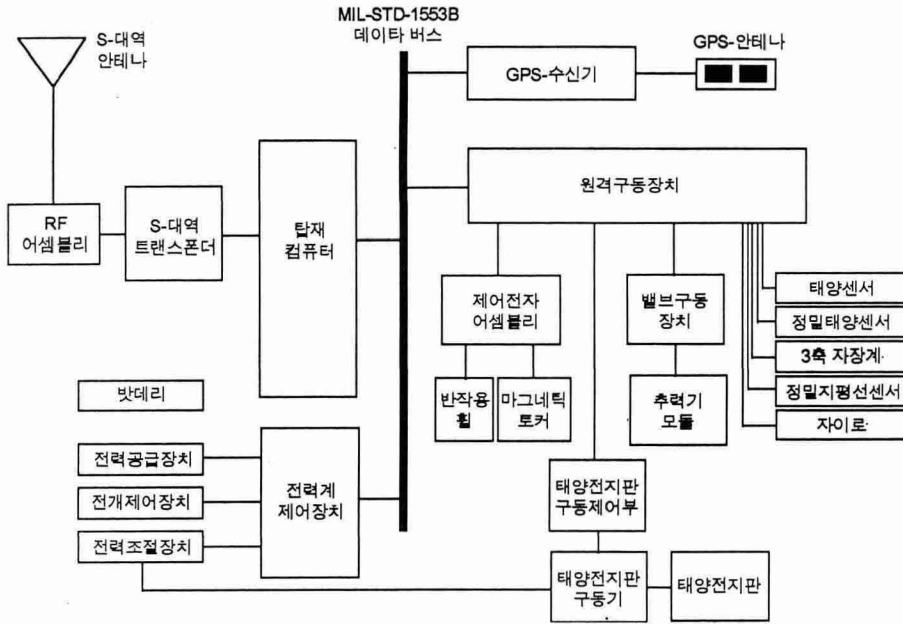 MIL-STD-1553B
데이타 버스
S-대역
안테나
GPS-안테나
GPS-수신기
원격구동장치
RF
어셈블리
S-대역
트랜스폰더
탑재
컴퓨터
제어전자
어셈블리
밸브구동
장치
태양센서
정밀태양센서
3축 자장계
정밀지평선센서
자이로
반작용
휠
마그네틱
토커
추력기
모듈
밧데리
전력공급장치
전개제어장치
전력조절장치
전력계
제어장치
태양전지판
구동제어부
태양전지판
구동기
태양전지판